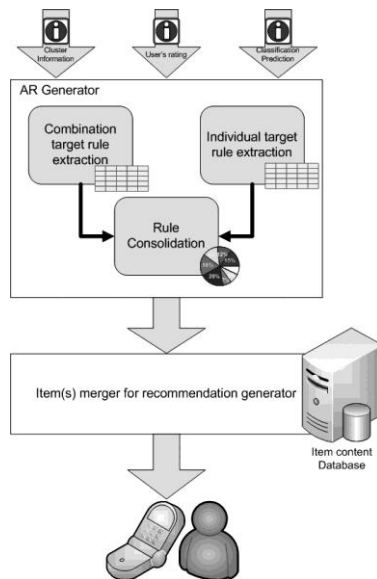 Cluster
Information
User's rating
Classification
Prediction
AR Generator
Combination
target rule
extraction
Individual target
rule extraction
Rule
Consolidation
Item(s) merger for recommendation generator
Item content
Database